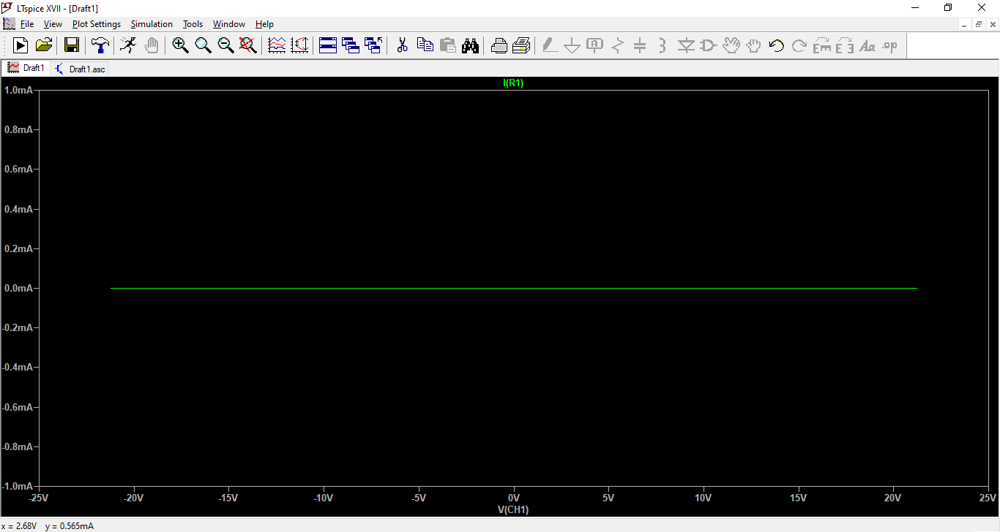 LTspice XVII - [Draft1]
File View Plot Settings Simulation Tools Window Help
Draft1 Draft1.asc
I(R1)
1.0mA
0.8mA
0.6mA
0.4mA
0.2mA
0.0mA
-0.2mA
-0.4mA
-0.6mA
-0.8mA
-1.0mA
-25V -20V -15V -10V -5V 0V 5V 10V 15V 20V 25V
V(CH1)
x = 2.68V y = 0.565mA